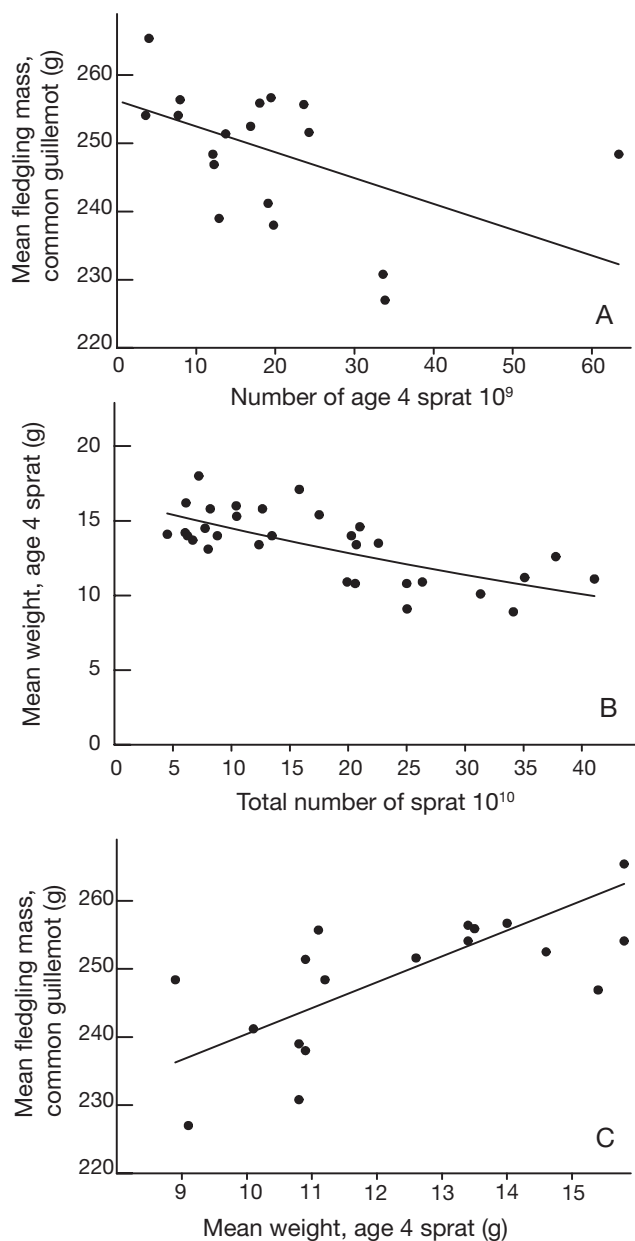 Mean fledgling mass,
common guillemot (g)
260
250
240
230
220
0 10 20 30 40 50 60
A
Number of age 4 sprat 10⁹
Mean weight, age 4 sprat (g)
20
15
10
5
0
0 5 10 15 20 25 30 35 40
B
Total number of sprat 10¹⁰
Mean fledgling mass,
common guillemot (g)
260
250
240
230
220
9 10 11 12 13 14 15
C
Mean weight, age 4 sprat (g)